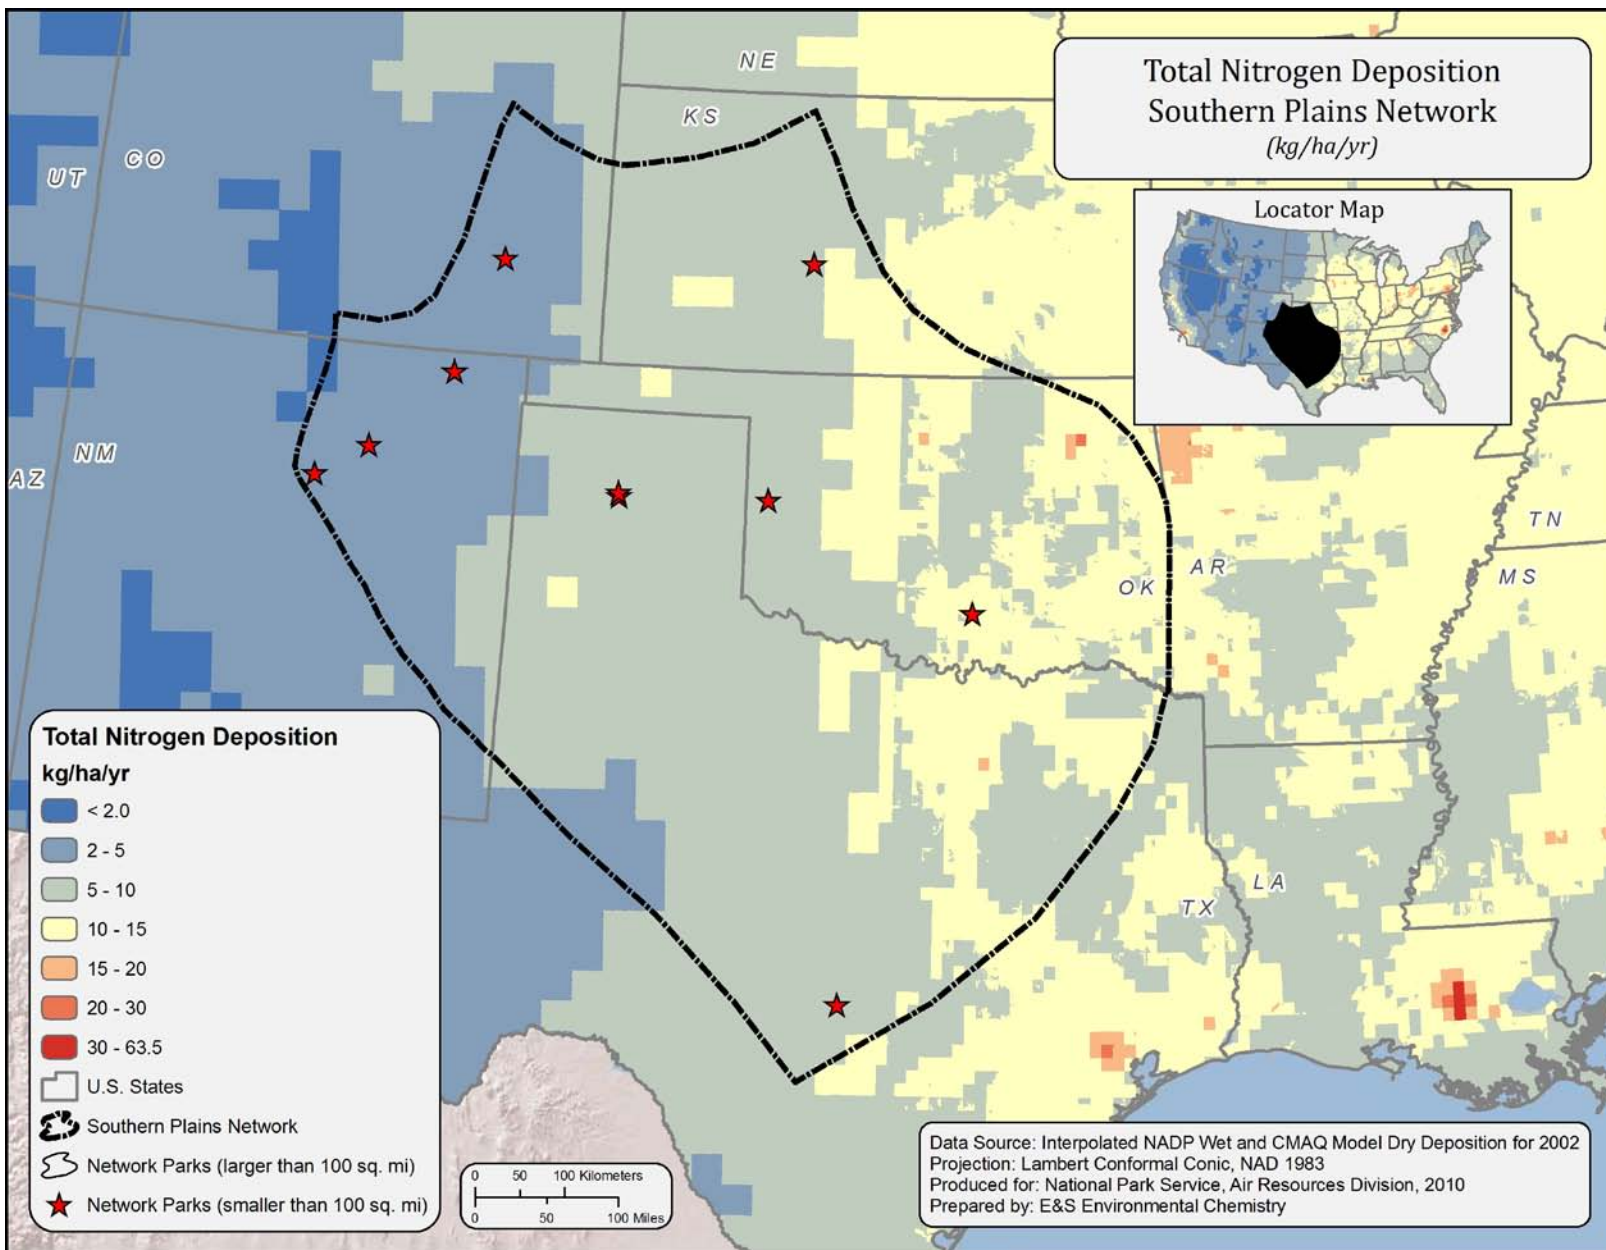 NE
KS
CO
UT
NM
AZ
OK
AR
TN
MS
LA
TX
Total Nitrogen Deposition
Southern Plains Network
(kg/ha/yr)
Locator Map
Total Nitrogen Deposition
kg/ha/yr
< 2.0
2 - 5
5 - 10
10 - 15
15 - 20
20 - 30
30 - 63.5
U.S. States
Southern Plains Network
Network Parks (larger than 100 sq. mi)
Network Parks (smaller than 100 sq. mi)
0 50 100 Kilometers
0 50 100 Miles
Data Source: Interpolated NADP Wet and CMAQ Model Dry Deposition for 2002
Projection: Lambert Conformal Conic, NAD 1983
Produced for: National Park Service, Air Resources Division, 2010
Prepared by: E&S Environmental Chemistry